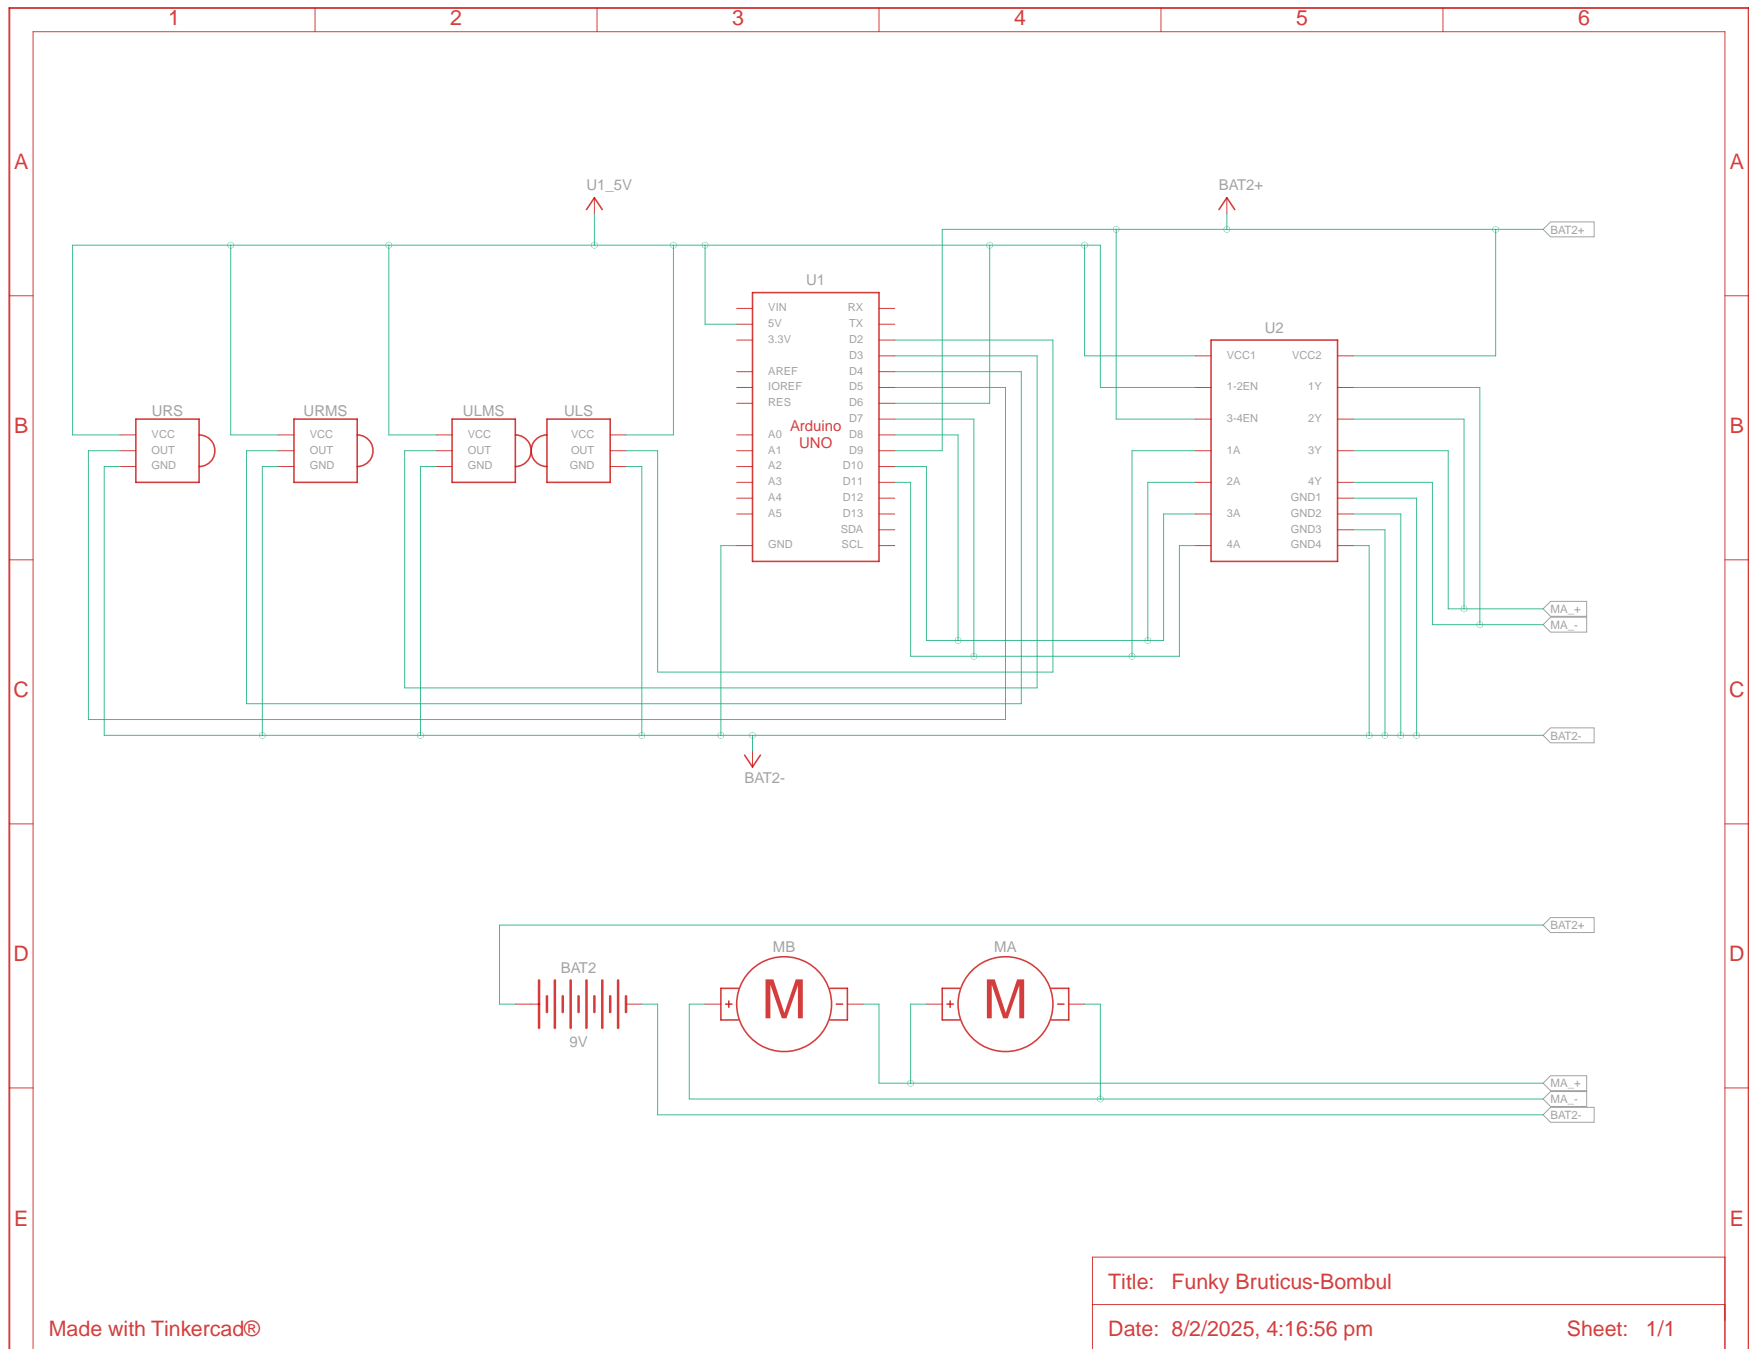 1 2 3 4 5 6
A A
U1_5V BAT2+
BAT2+
U1
VIN RX
5V TX
3.3V D2
D3
AREF D4
IOREF D5
RES D6
D7
A0 D8
A1 D9
A2 D10
A3 D11
A4 D12
A5 D13
SDA
GND SCL
Arduino
UNO
U2
VCC1 VCC2
1-2EN 1Y
3-4EN 2Y
1A 3Y
2A 4Y
GND1
3A GND2
GND3
4A GND4
B B
URS URMS ULMS ULS
VCC VCC VCC VCC
OUT OUT OUT OUT
GND GND GND GND
MA_+
MA_-
C C
BAT2-
BAT2-
BAT2+
D D
MB MA
BAT2
+ M - + M -
9V
MA_+
MA_-
BAT2-
E E
Title: Funky Bruticus-Bombul
Made with Tinkercad®
Date: 8/2/2025, 4:16:56 pm Sheet: 1/1